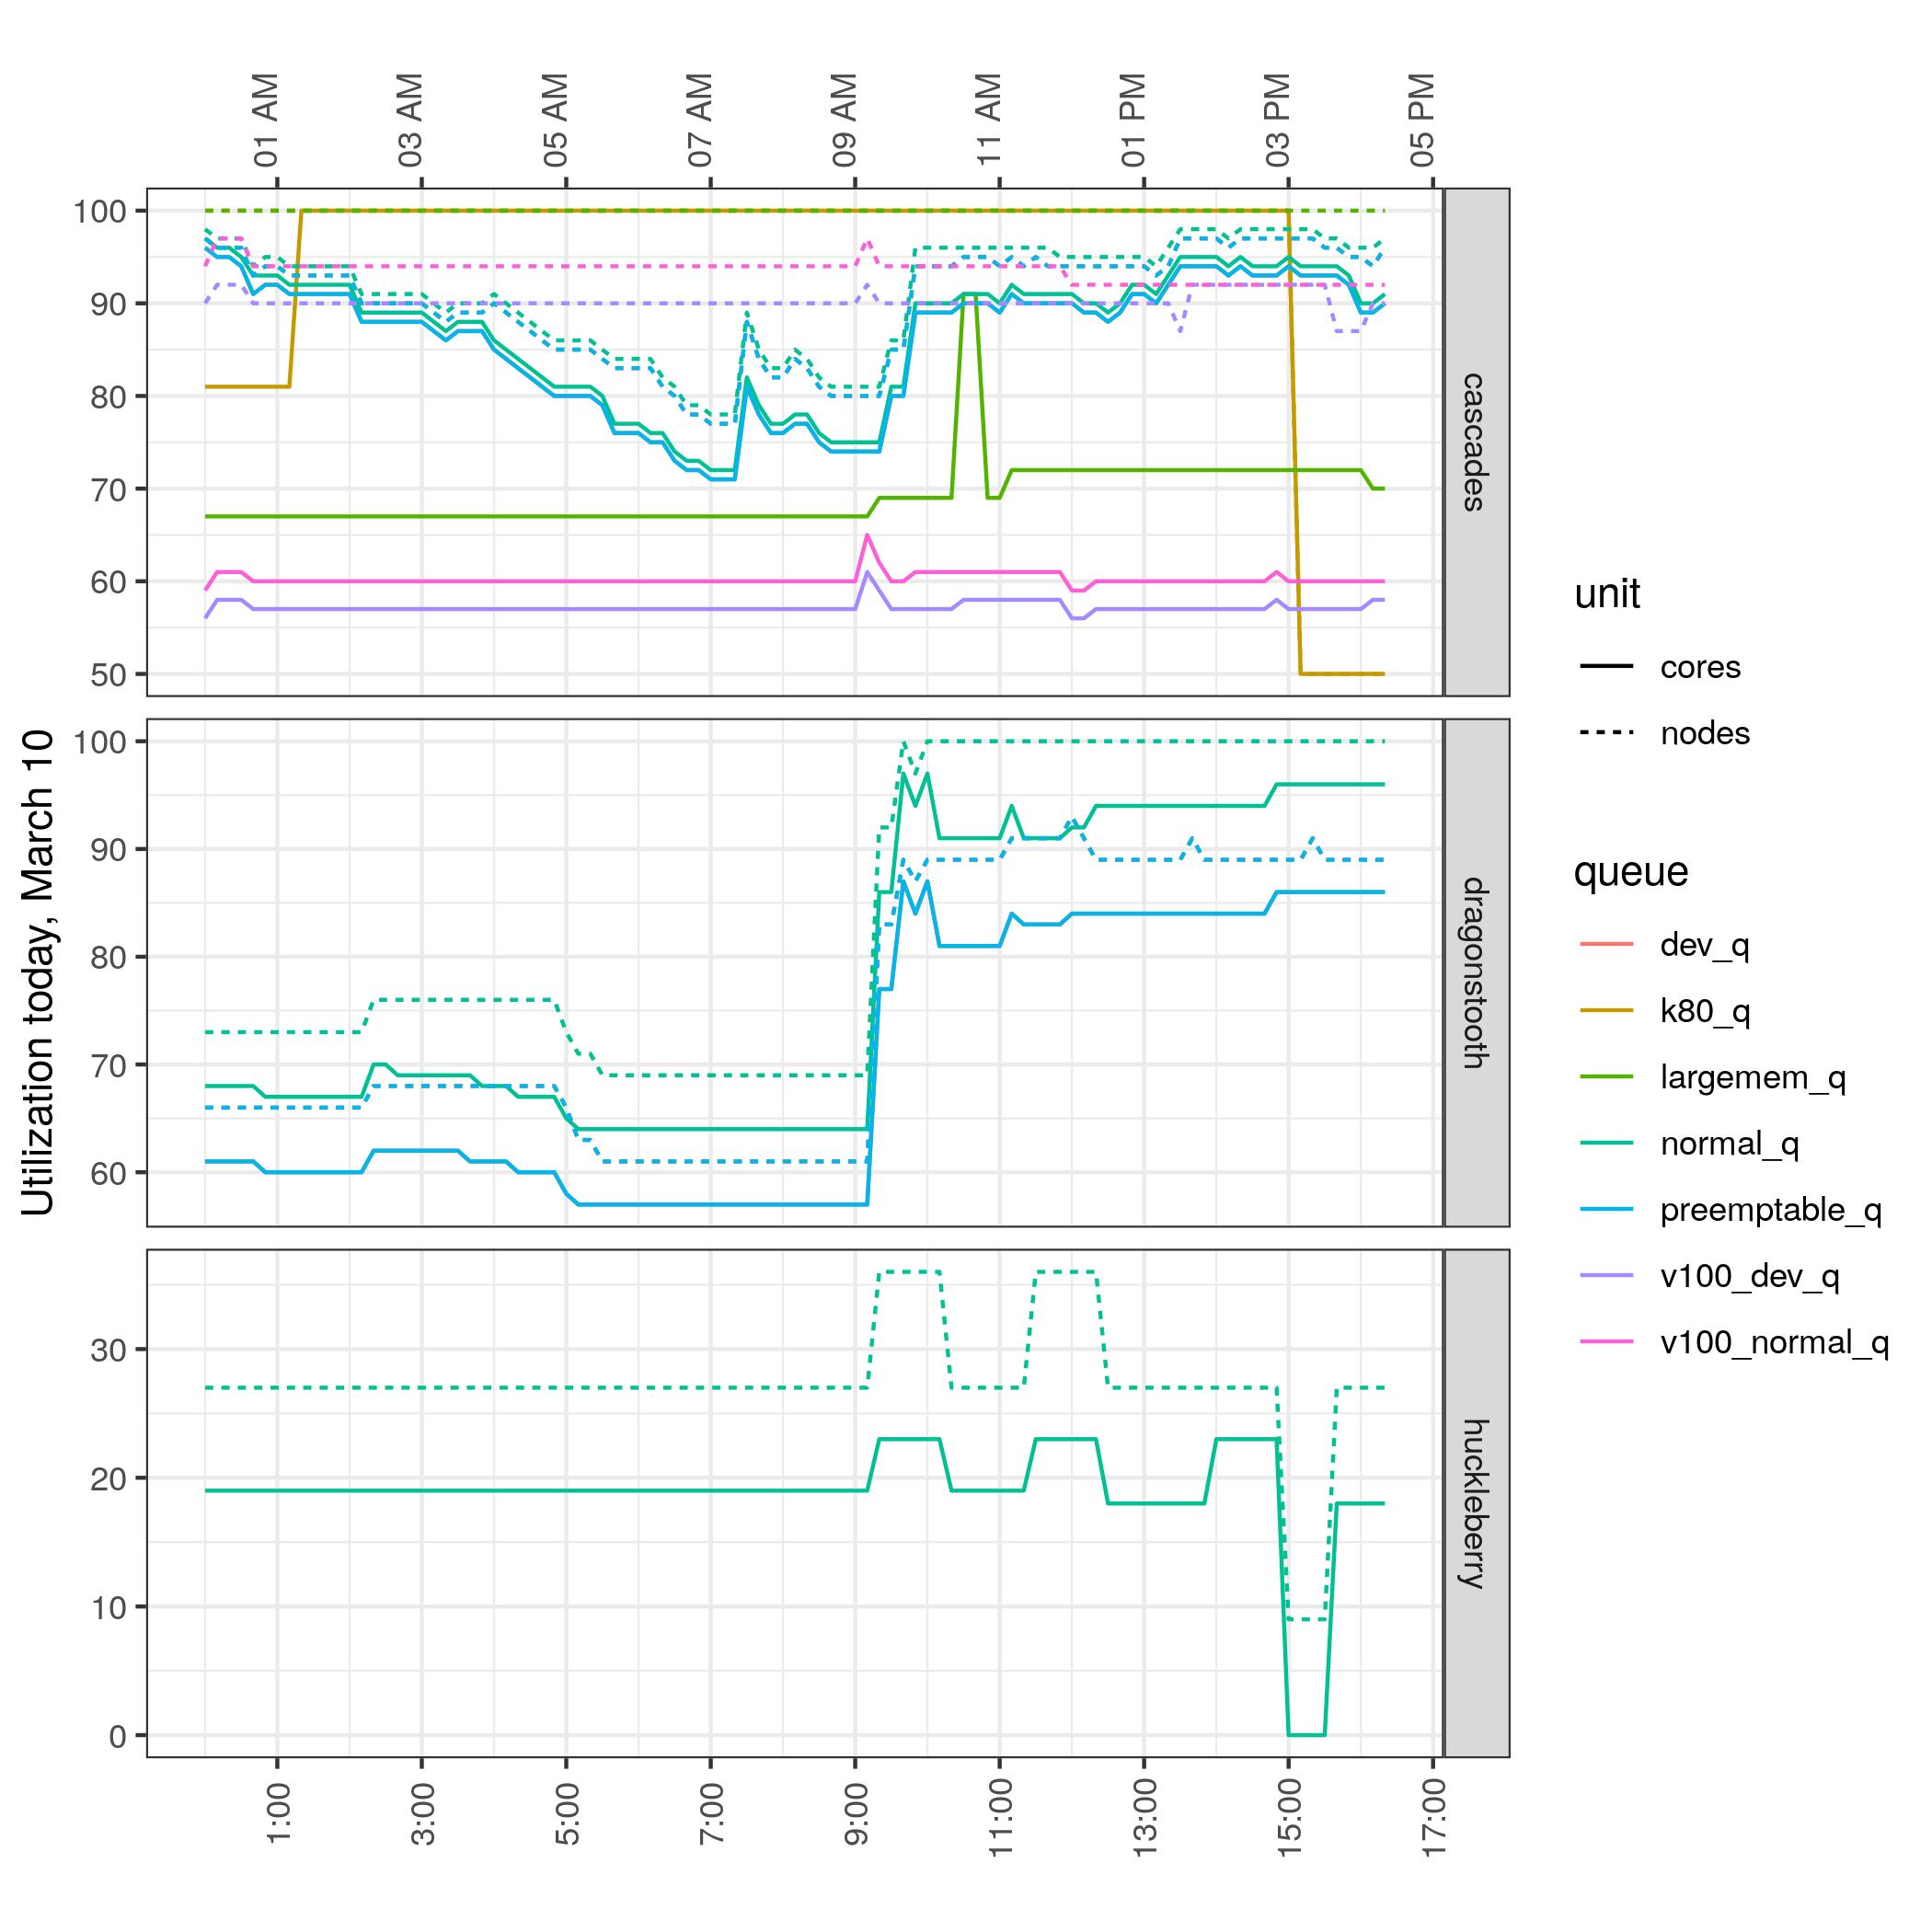 01 AM
03 AM
05 AM
07 AM
09 AM
11 AM
01 PM
03 PM
05 PM
100
90
80
70
60
50
cascades
Utilization today, March 10
100
90
80
70
60
dragonstooth
30
20
10
0
huckleberry
1:00
3:00
5:00
7:00
9:00
11:00
13:00
15:00
17:00
unit
cores
nodes
queue
dev_q
k80_q
largemem_q
normal_q
preemptable_q
v100_dev_q
v100_normal_q